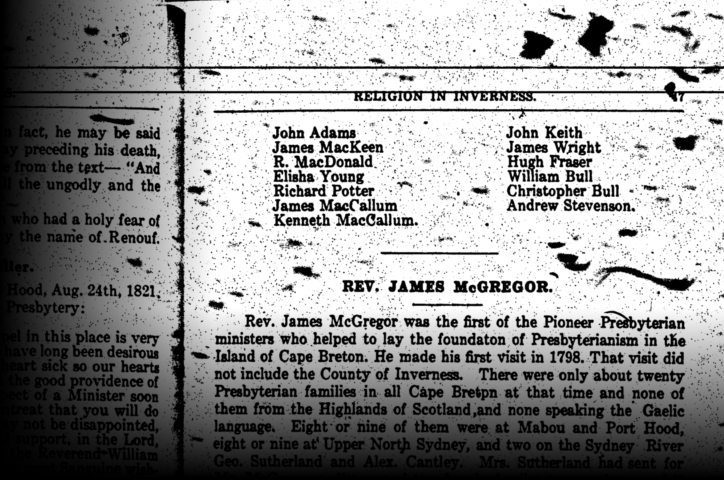 fact, he may be said
preceding his death,
from the text— "And
the ungodly and the
who had a holy fear of
the name of Renouf.
Hood, Aug. 24th, 1821.
Presbytery:
in this place is very
have long been desirous
heart sick so our hearts
the good providence of
of a Minister soon
that you will do
not be disappointed,
support, in the Lord,
Reverend William
RELIGION IN INVERNESS. 7
John Adams
James MacKeen
R. MacDonald
Elisha Young
Richard Potter
James MacCallum
Kenneth MacCallum.
John Keith
James Wright
Hugh Fraser
William Bull
Christopher Bull
Andrew Stevenson.
REV. JAMES McGREGOR.
Rev. James McGregor was the first of the Pioneer Presbyterian
ministers who helped to lay the foundaton of Presbyterianism in the
Island of Cape Breton. He made his first visit in 1798. That visit did
not include the County of Inverness. There were only about twenty
Presbyterian families in all Cape Breton at that time and none of
them from the Highlands of Scotland, and none speaking the Gaelic
language. Eight or nine of them were at Mabou and Port Hood,
eight or nine at Upper North Sydney, and two on the Sydney River
Geo. Sutherland and Alex. Cantley. Mrs. Sutherland had sent for